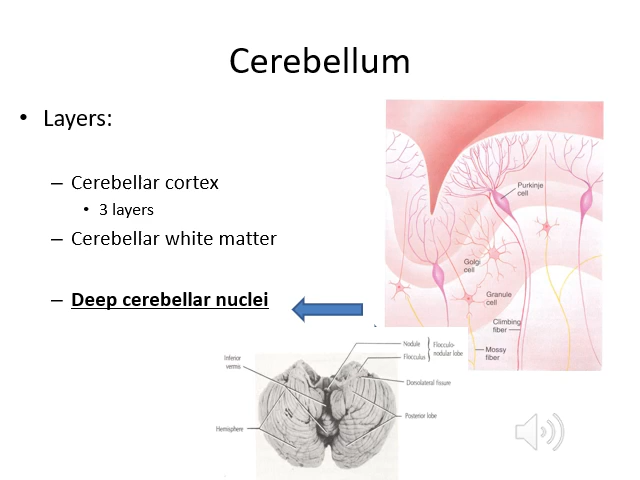 Cerebellum
• Layers:
– Cerebellar cortex
• 3 layers
– Cerebellar white matter
– Deep cerebellar nuclei
Purkinje
cell
Golgi
cell
Granule
cell
Climbing
fiber
Mossy
fiber
Inferior
vermis
Hemisphere
Nodule
Flocculus
Flocculo-
nodular lobe
Dorsolateral fissure
Posterior lobe